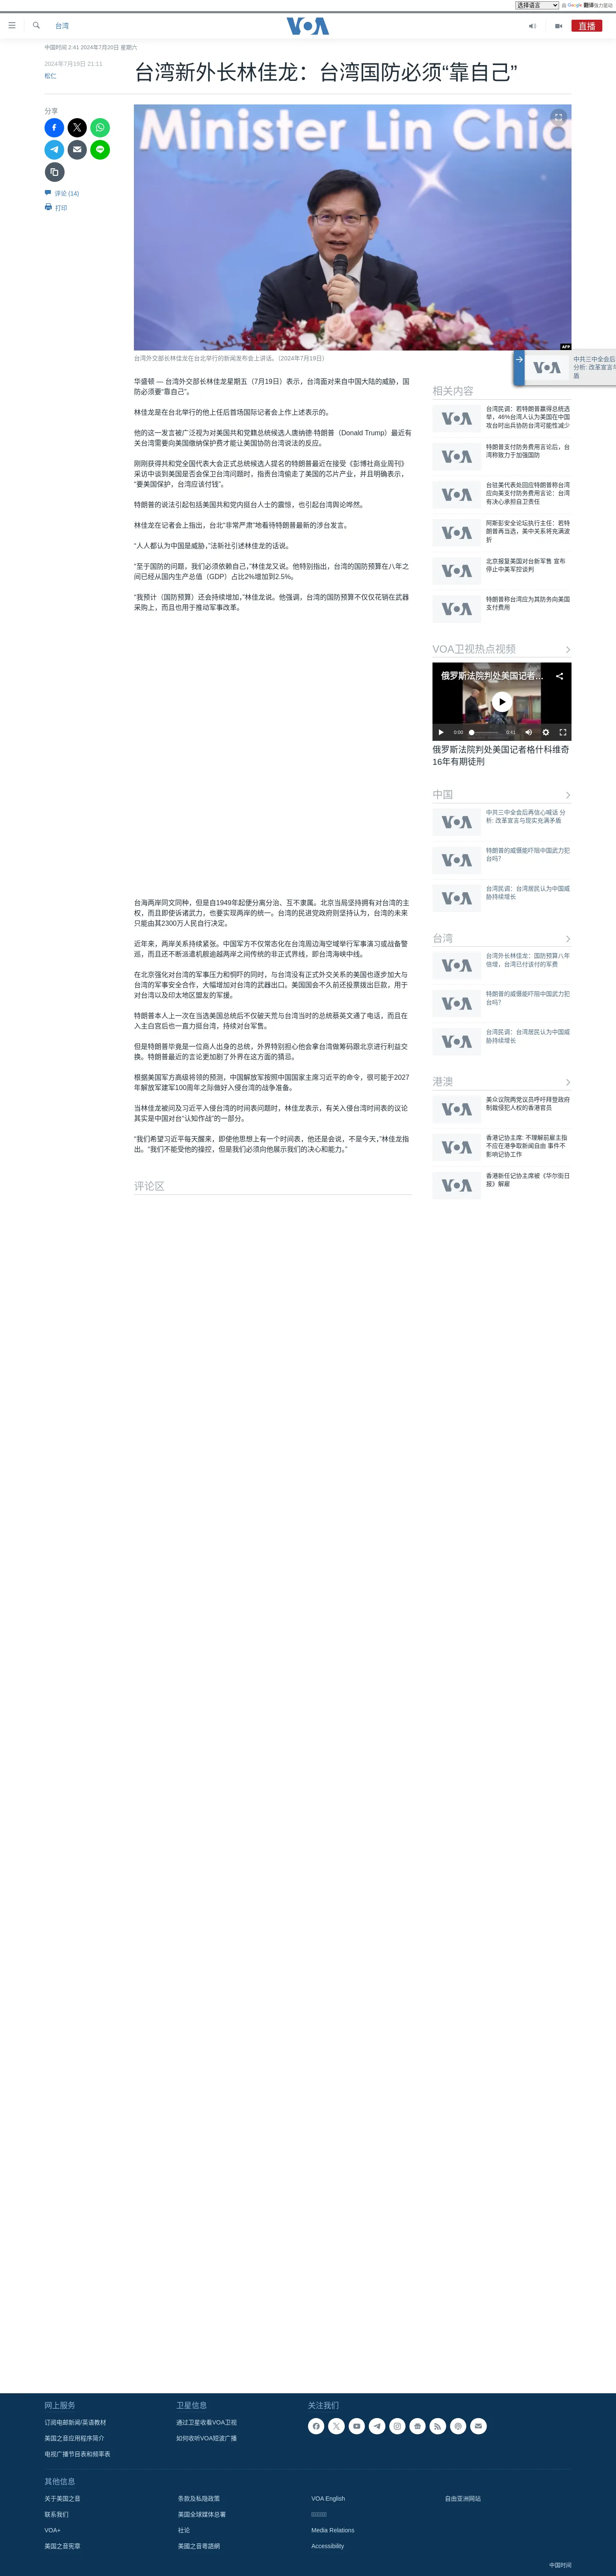 选择语言
由 Google 翻译强力驱动
台湾
VOA
直播
中国时间 2:41 2024年7月20日 星期六
2024年7月19日 21:11
松仁
台湾新外长林佳龙：台湾国防必须“靠自己”
分享
评论 (14)
打印
Minister Lin Chia
AFP
台湾外交部长林佳龙在台北举行的新闻发布会上讲话。（2024年7月19日）
中共三中全会后
分析: 改革宣言与
盾
华盛顿 — 台湾外交部长林佳龙星期五（7月19日）表示，台湾面对来自中国大陆的威胁，国
防必须要“靠自己”。
林佳龙是在台北举行的他上任后首场国际记者会上作上述表示的。
他的这一发言被广泛视为对美国共和党籍总统候选人唐纳德·特朗普（Donald Trump）最近有
关台湾需要向美国缴纳保护费才能让美国协防台湾说法的反应。
刚刚获得共和党全国代表大会正式总统候选人提名的特朗普最近在接受《彭博社商业周刊》
采访中谈到美国是否会保卫台湾问题时，指责台湾偷走了美国的芯片产业，并且明确表示，
“要美国保护，台湾应该付钱”。
特朗普的说法引起包括美国共和党内挺台人士的震惊，也引起台湾舆论哗然。
林佳龙在记者会上指出，台北“非常严肃”地看待特朗普最新的涉台发言。
“人人都认为中国是威胁，”法新社引述林佳龙的话说。
“至于国防的问题，我们必须依赖自己，”林佳龙又说。他特别指出，台湾的国防预算在八年之
间已经从国内生产总值（GDP）占比2%增加到2.5%。
“我预计（国防预算）还会持续增加，”林佳龙说。他强调，台湾的国防预算不仅仅花销在武器
采购上，而且也用于推动军事改革。
台海两岸同文同种，但是自1949年起便分离分治、互不隶属。北京当局坚持拥有对台湾的主
权，而且即使诉诸武力，也要实现两岸的统一。台湾的民进党政府则坚持认为，台湾的未来
只能由其2300万人民自行决定。
近年来，两岸关系持续紧张。中国军方不仅常态化在台湾周边海空域举行军事演习或战备警
巡，而且还不断派遣机舰逾越两岸之间传统的非正式界线，即台湾海峡中线。
在北京强化对台湾的军事压力和恫吓的同时，与台湾没有正式外交关系的美国也逐步加大与
台湾的军事安全合作，大幅增加对台湾的武器出口。美国国会不久前还投票拨出巨款，用于
对台湾以及印太地区盟友的军援。
特朗普本人上一次在当选美国总统后不仅破天荒与台湾当时的总统蔡英文通了电话，而且在
入主白宫后也一直力挺台湾，持续对台军售。
但是特朗普毕竟是一位商人出身的总统，外界特别担心他会拿台湾做筹码跟北京进行利益交
换。特朗普最近的言论更加剧了外界在这方面的猜忌。
根据美国军方高级将领的预测，中国解放军按照中国国家主席习近平的命令，很可能于2027
年解放军建军100周年之际做好入侵台湾的战争准备。
当林佳龙被问及习近平入侵台湾的时间表问题时，林佳龙表示，有关入侵台湾时间表的议论
其实是中国对台“认知作战”的一部分。
“我们希望习近平每天醒来，即使他思想上有一个时间表，他还是会说，不是今天，”林佳龙指
出。“我们不能受他的操控，但是我们必须向他展示我们的决心和能力。”
评论区
相关内容
台湾民调：若特朗普赢得总统选
举，46%台湾人认为美国在中国
攻台时出兵协防台湾可能性减少
特朗普支付防务费用言论后，台
湾称致力于加强国防
台驻美代表处回应特朗普称台湾
应向美支付防务费用言论：台湾
有决心承担自卫责任
阿斯彭安全论坛执行主任：若特
朗普再当选，美中关系将充满波
折
北京报复美国对台新军售 宣布
停止中美军控谈判
特朗普称台湾应为其防务向美国
支付费用
VOA卫视热点视频
俄罗斯法院判处美国记者…
0:00
0:41
俄罗斯法院判处美国记者格什科维奇
16年有期徒刑
中国
中共三中全会后再信心喊话 分
析: 改革宣言与现实充满矛盾
特朗普的威慑能吓阻中国武力犯
台吗？
台湾民调：台湾居民认为中国威
胁持续增长
台湾
台湾外长林佳龙：国防预算八年
倍增，台湾已付该付的军费
特朗普的威慑能吓阻中国武力犯
台吗？
台湾民调：台湾居民认为中国威
胁持续增长
港澳
美众议院两党议员呼吁拜登政府
制裁侵犯人权的香港官员
香港记协主席: 不理解前雇主指
不应在港争取新闻自由 事件不
影响记协工作
香港新任记协主席被《华尔街日
报》解雇
网上服务
订阅电邮新闻/英语教材
美国之音应用程序简介
电视广播节目表和频率表
卫星信息
通过卫星收看VOA卫视
如何收听VOA短波广播
关注我们
其他信息
关于美国之音
联系我们
VOA+
美国之音宪章
条款及私隐政策
美国全球媒体总署
社论
美國之音粵語網
VOA English
Media Relations
Accessibility
自由亚洲网站
中国时间